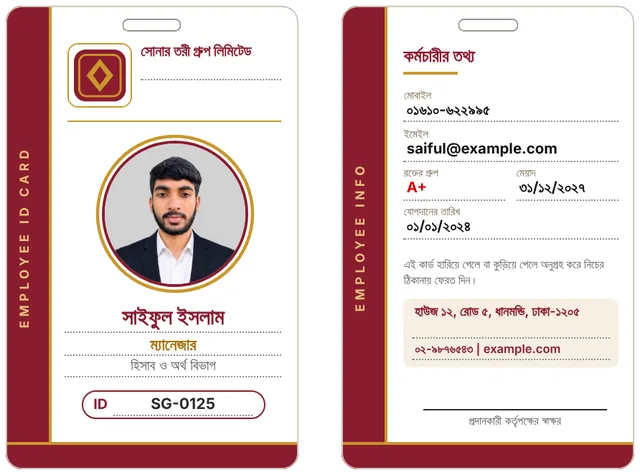 EMPLOYEE ID CARD
সোনার তরী গ্রুপ লিমিটেড
সাইফুল ইসলাম
ম্যানেজার
হিসাব ও অর্থ বিভাগ
ID SG-0125
EMPLOYEE INFO
কর্মচারীর তথ্য
মোবাইল
০১৬১০-৬২২৯৯৫
ইমেইল
saiful@example.com
রক্তের গ্রুপ মেয়াদ
A+ ৩১/১২/২০২৭
যোগদানের তারিখ
০১/০১/২০২৪
এই কার্ড হারিয়ে গেলে বা কুড়িয়ে পেলে অনুগ্রহ করে নিচের
ঠিকানায় ফেরত দিন।
হাউজ ১২, রোড ৫, ধানমন্ডি, ঢাকা-১২০৫
০২-৯৮৭৬৫৪৩ | example.com
প্রদানকারী কর্তৃপক্ষের স্বাক্ষর